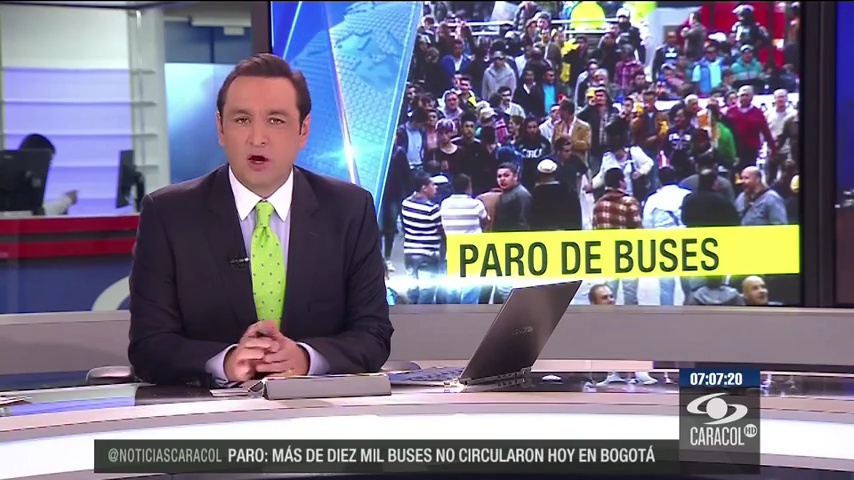 PARO DE BUSES
07:07:20
CARACOL HD
@NOTICIASCARACOL PARO: MÁS DE DIEZ MIL BUSES NO CIRCULARON HOY EN BOGOTÁ